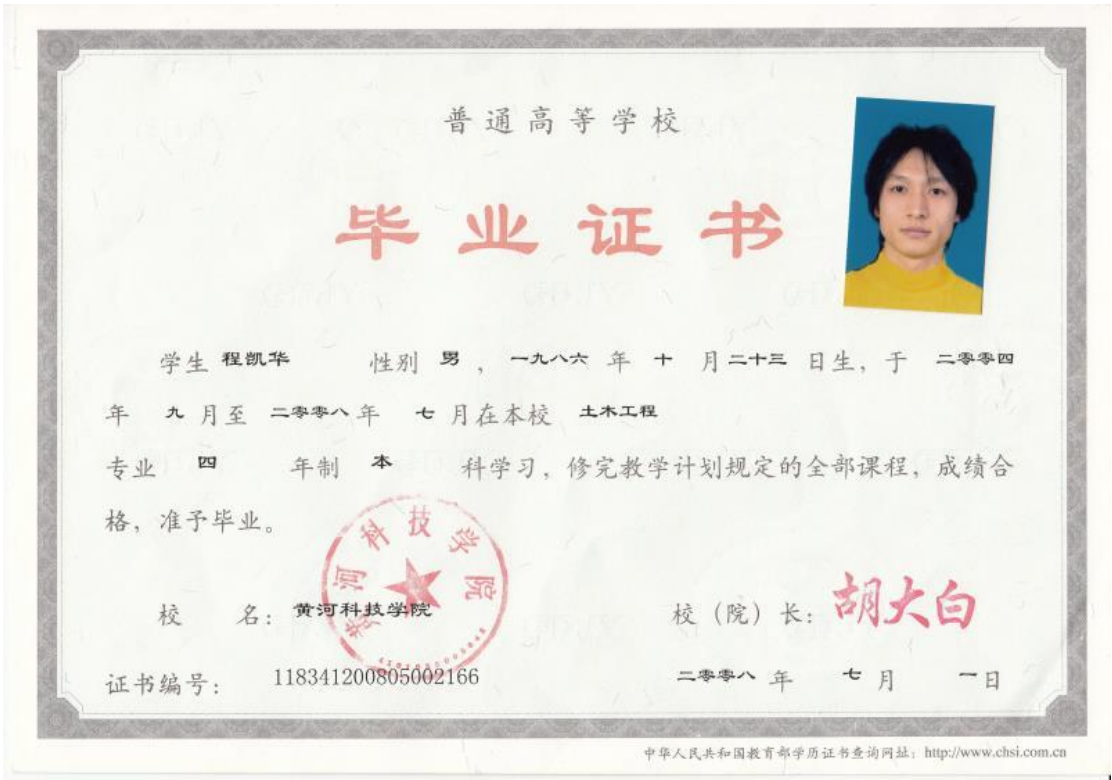 普通高等学校
毕业证书
学生 程凯华 性别 男 ，一九八六 年 十 月 二十三 日生，于 二零零四
年 九 月至 二零零八 年 七 月在本校 土木工程
专业 四 年制 本 科学习，修完教学计划规定的全部课程，成绩合
格，准予毕业。
黄河科技学院
校 名：黄河科技学院 校（院）长：胡大白
证书编号：118341200805002166 二零零八 年 七 月 一 日
中华人民共和国教育部学历证书查询网址：http://www.chsi.com.cn